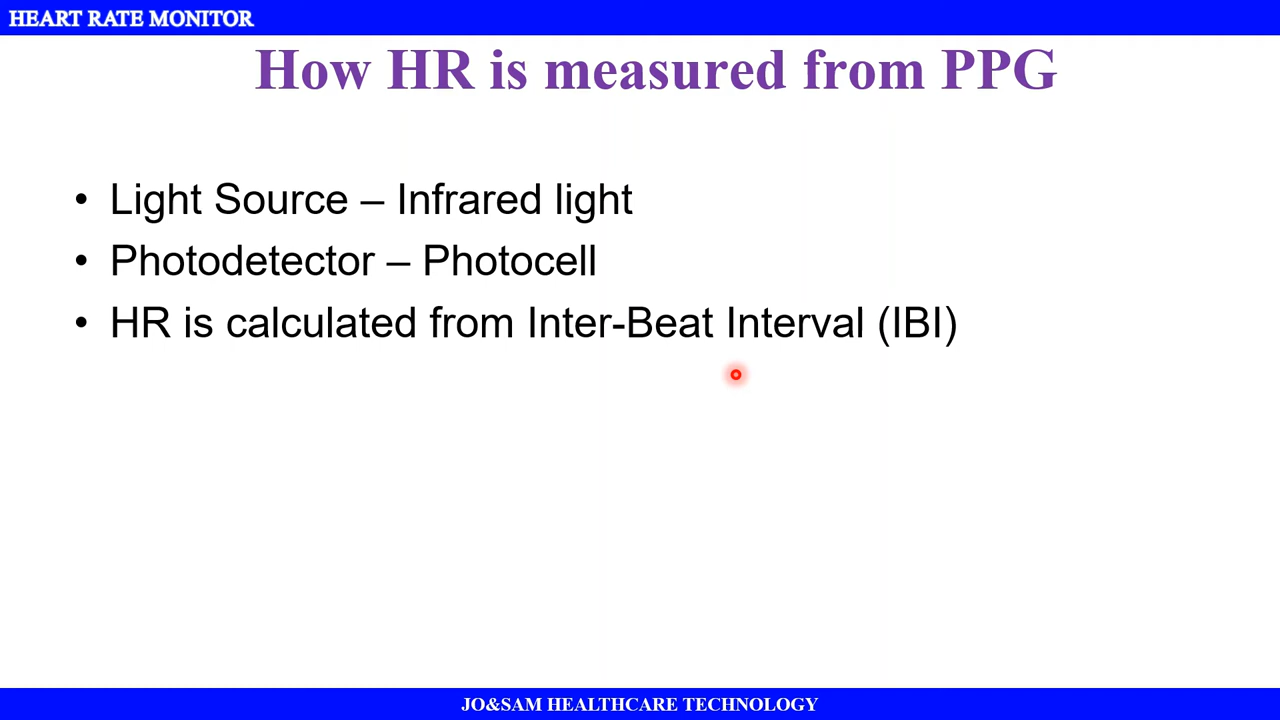 HEART RATE MONITOR
How HR is measured from PPG
• Light Source – Infrared light
• Photodetector – Photocell
• HR is calculated from Inter-Beat Interval (IBI)
JO&SAM HEALTHCARE TECHNOLOGY